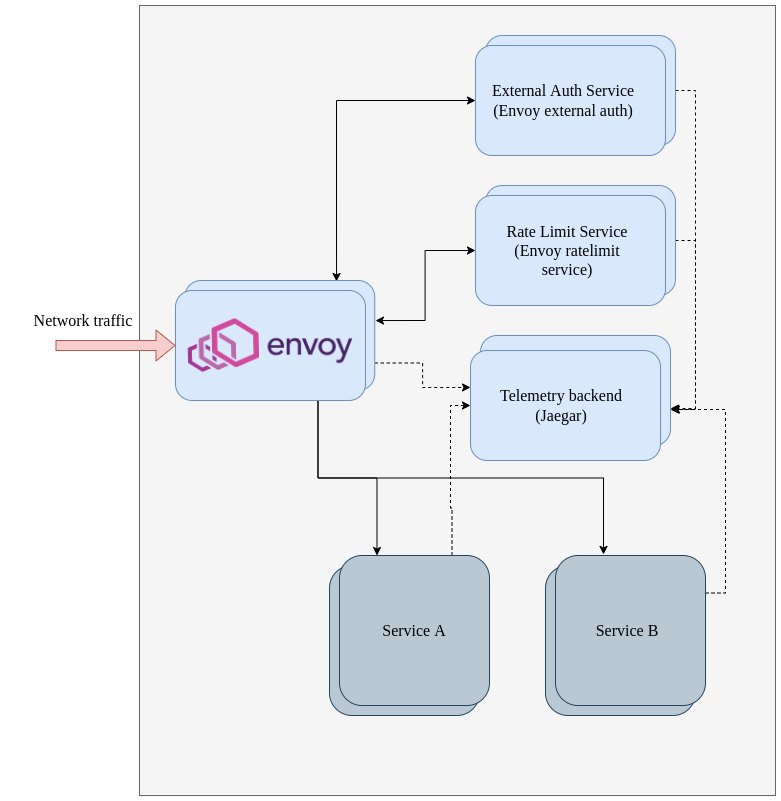 External Auth Service
(Envoy external auth)
Rate Limit Service
(Envoy ratelimit
service)
Network traffic
envoy
Telemetry backend
(Jaegar)
Service A
Service B